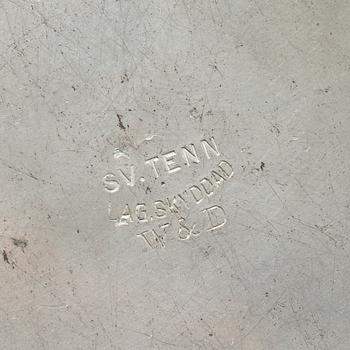 SV. TENN
LAG. SKYDDAD
W & D